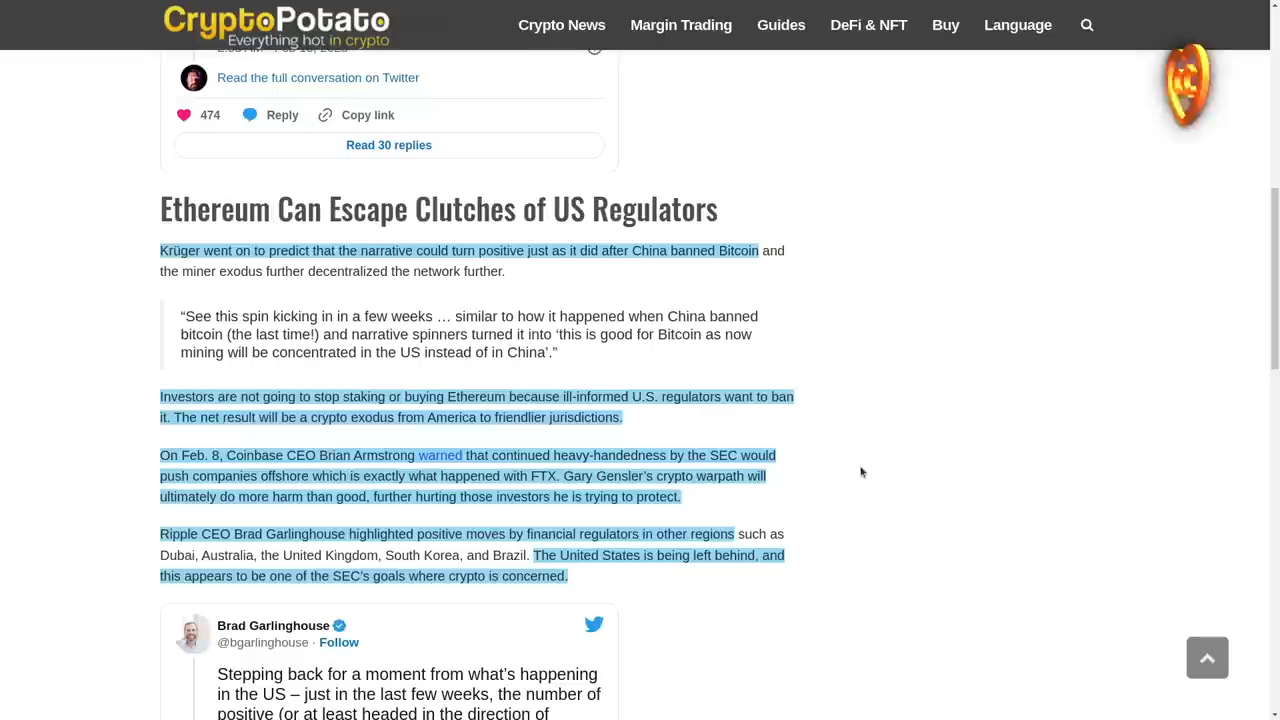 CryptoPotato
Everything hot in crypto
Crypto News Margin Trading Guides DeFi & NFT Buy Language
Read the full conversation on Twitter
474 Reply Copy link
Read 30 replies
Ethereum Can Escape Clutches of US Regulators
Krüger went on to predict that the narrative could turn positive just as it did after China banned Bitcoin and
the miner exodus further decentralized the network further.
“See this spin kicking in in a few weeks … similar to how it happened when China banned
bitcoin (the last time!) and narrative spinners turned it into ‘this is good for Bitcoin as now
mining will be concentrated in the US instead of in China’.”
Investors are not going to stop staking or buying Ethereum because ill-informed U.S. regulators want to ban
it. The net result will be a crypto exodus from America to friendlier jurisdictions.
On Feb. 8, Coinbase CEO Brian Armstrong warned that continued heavy-handedness by the SEC would
push companies offshore which is exactly what happened with FTX. Gary Gensler’s crypto warpath will
ultimately do more harm than good, further hurting those investors he is trying to protect.
Ripple CEO Brad Garlinghouse highlighted positive moves by financial regulators in other regions such as
Dubai, Australia, the United Kingdom, South Korea, and Brazil. The United States is being left behind, and
this appears to be one of the SEC’s goals where crypto is concerned.
Brad Garlinghouse
@bgarlinghouse · Follow
Stepping back for a moment from what’s happening
in the US – just in the last few weeks, the number of
positive (or at least headed in the direction of